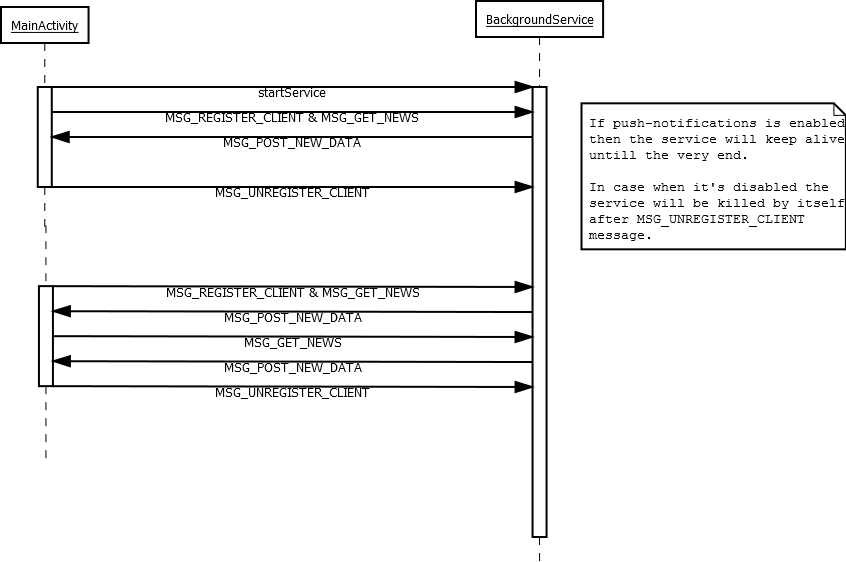 MainActivity
BackgroundService
startService
MSG_REGISTER_CLIENT & MSG_GET_NEWS
MSG_POST_NEW_DATA
MSG_UNREGISTER_CLIENT
If push-notifications is enabled
then the service will keep alive
untill the very end.
In case when it's disabled the
service will be killed by itself
after MSG_UNREGISTER_CLIENT
message.
MSG_REGISTER_CLIENT & MSG_GET_NEWS
MSG_POST_NEW_DATA
MSG_GET_NEWS
MSG_POST_NEW_DATA
MSG_UNREGISTER_CLIENT